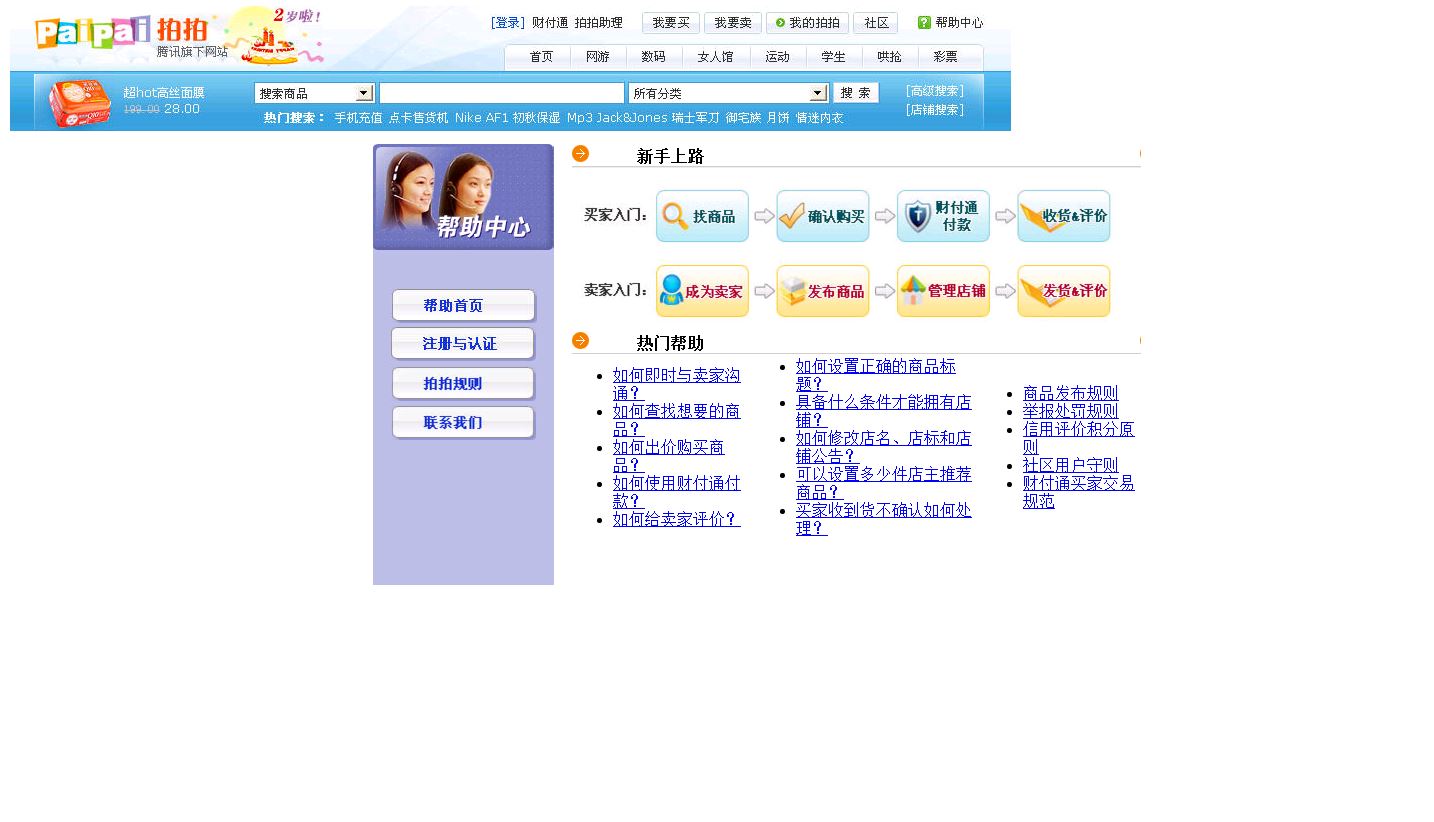 PaiPai 拍拍
腾讯旗下网站
2岁啦!
[登录] 财付通 拍拍助理 我要买 我要卖 我的拍拍 社区 ? 帮助中心
首页 网游 数码 女人馆 运动 学生 哄抢 彩票
超hot高丝面膜
199.00 28.00
搜索商品 所有分类 搜 索
[高级搜索]
[店铺搜索]
热门搜索: 手机充值 点卡售货机 Nike AF1 初秋保湿 Mp3 Jack&Jones 瑞士军刀 御宅族 月饼 情迷内衣
帮助中心
帮助首页
注册与认证
拍拍规则
联系我们
新手上路
买家入门: 找商品 确认购买 财付通付款 收货&评价
卖家入门: 成为卖家 发布商品 管理店铺 发货&评价
热门帮助
如何即时与卖家沟
通?
如何查找想要的商
品?
如何出价购买商
品?
如何使用财付通付
款?
如何给卖家评价?
如何设置正确的商品标
题?
具备什么条件才能拥有店
铺?
如何修改店名、店标和店
铺公告?
可以设置多少件店主推荐
商品?
买家收到货不确认如何处
理?
商品发布规则
举报处罚规则
信用评价积分原
则
社区用户守则
财付通买家交易
规范